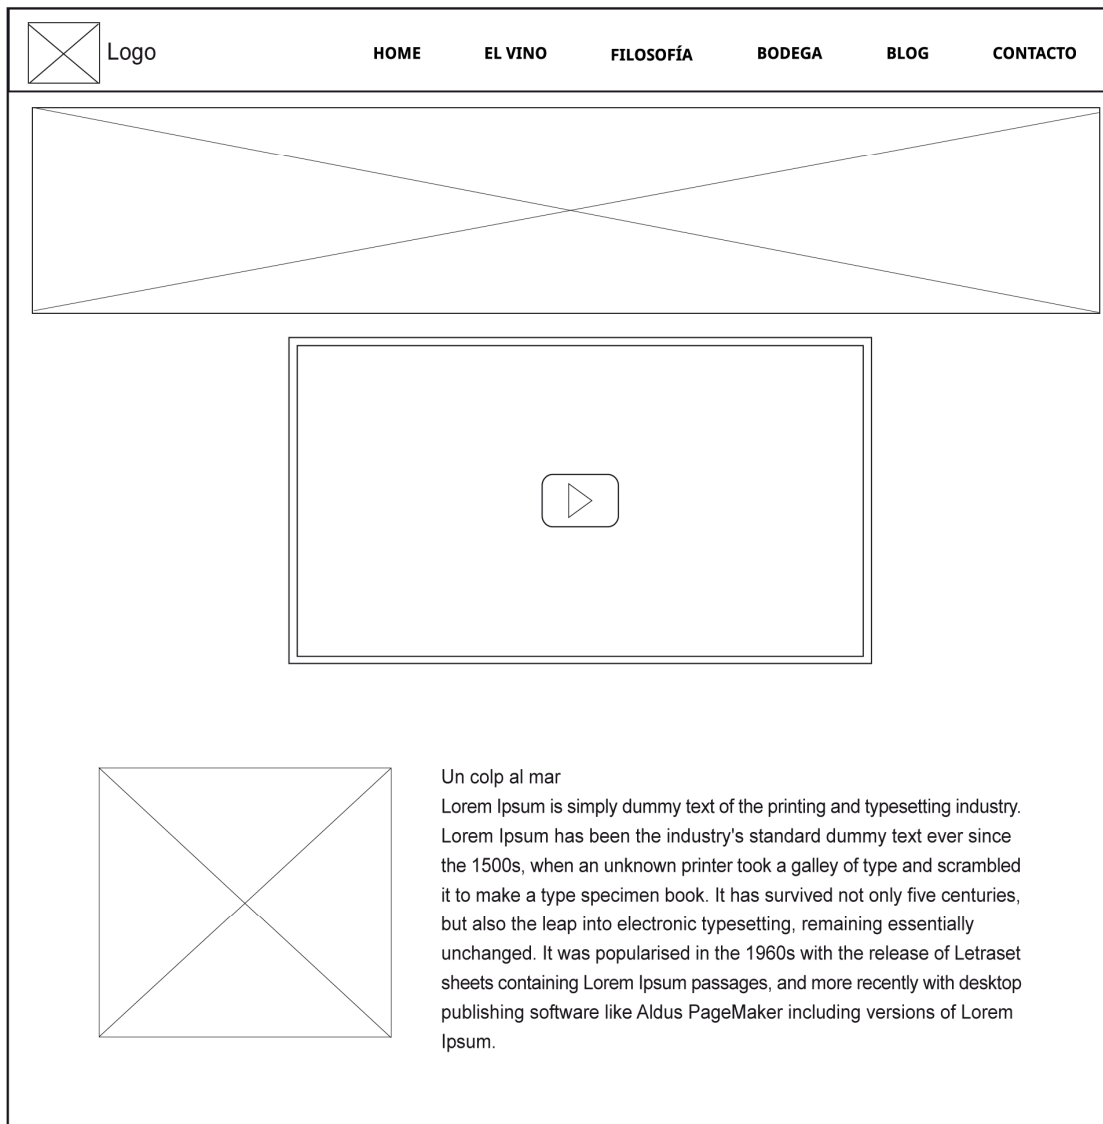 Logo
HOME EL VINO FILOSOFÍA BODEGA BLOG CONTACTO
Un colp al mar
Lorem Ipsum is simply dummy text of the printing and typesetting industry.
Lorem Ipsum has been the industry's standard dummy text ever since
the 1500s, when an unknown printer took a galley of type and scrambled
it to make a type specimen book. It has survived not only five centuries,
but also the leap into electronic typesetting, remaining essentially
unchanged. It was popularised in the 1960s with the release of Letraset
sheets containing Lorem Ipsum passages, and more recently with desktop
publishing software like Aldus PageMaker including versions of Lorem
Ipsum.